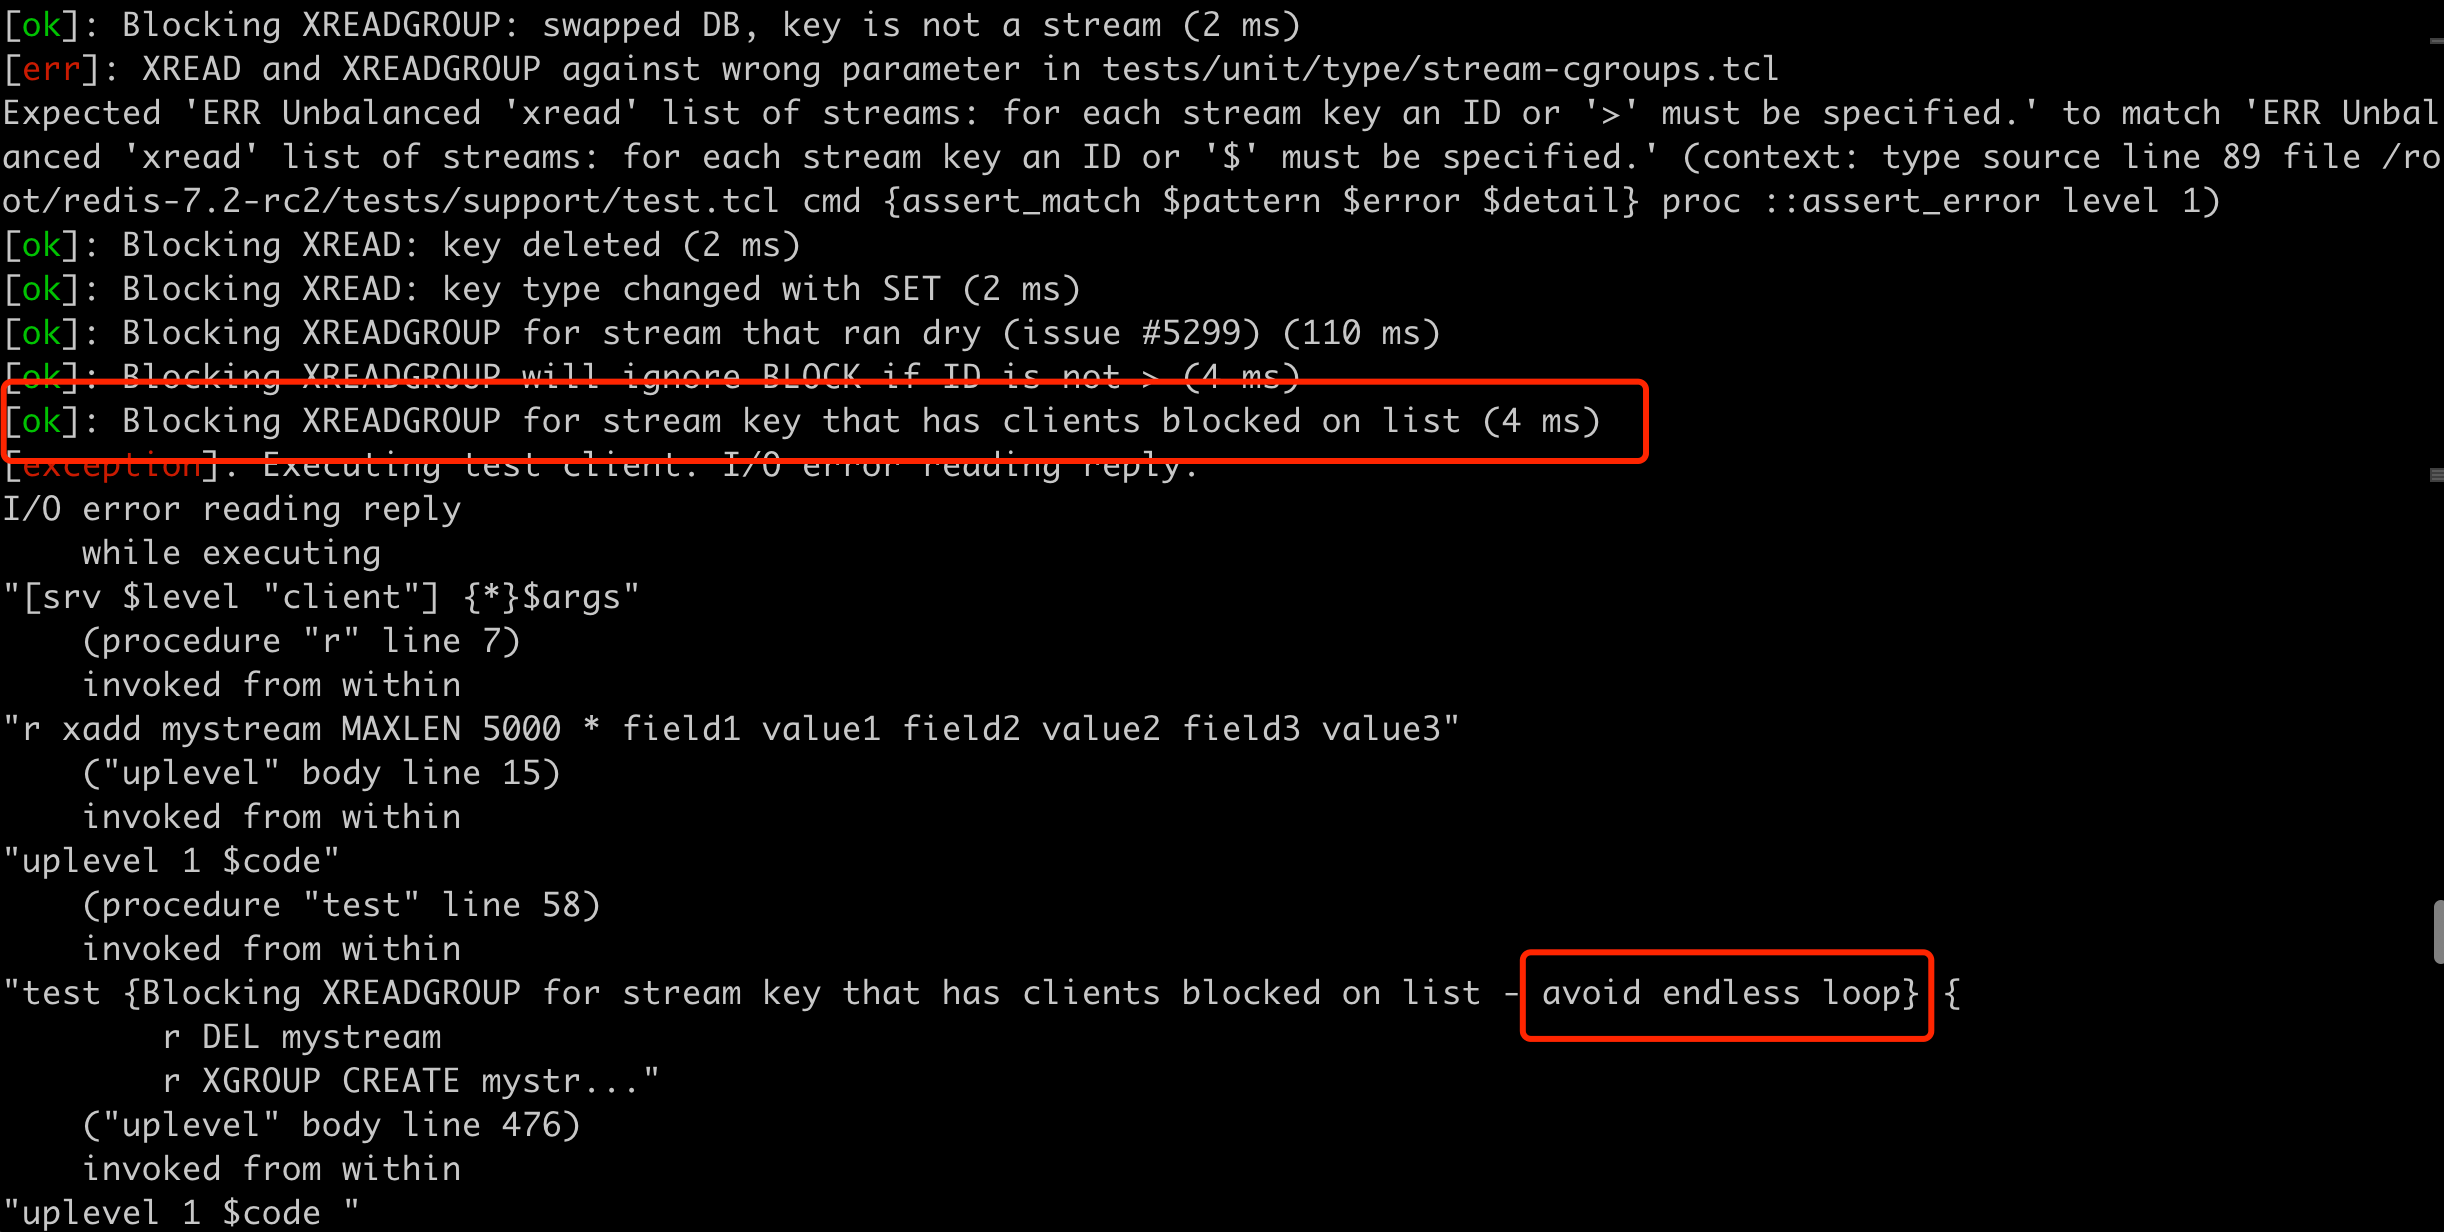 [ok]: Blocking XREADGROUP: swapped DB, key is not a stream (2 ms)
[err]: XREAD and XREADGROUP against wrong parameter in tests/unit/type/stream-cgroups.tcl
Expected 'ERR Unbalanced 'xread' list of streams: for each stream key an ID or '>' must be specified.' to match 'ERR Unbal
anced 'xread' list of streams: for each stream key an ID or '$' must be specified.' (context: type source line 89 file /ro
ot/redis-7.2-rc2/tests/support/test.tcl cmd {assert_match $pattern $error $detail} proc ::assert_error level 1)
[ok]: Blocking XREAD: key deleted (2 ms)
[ok]: Blocking XREAD: key type changed with SET (2 ms)
[ok]: Blocking XREADGROUP for stream that ran dry (issue #5299) (110 ms)
[ok]: Blocking XREADGROUP will ignore BLOCK if ID is not > (4 ms)
[ok]: Blocking XREADGROUP for stream key that has clients blocked on list (4 ms)
[exception]: Executing test client: I/O error reading reply.
I/O error reading reply
    while executing
"[srv $level "client"] {*}$args"
    (procedure "r" line 7)
    invoked from within
"r xadd mystream MAXLEN 5000 * field1 value1 field2 value2 field3 value3"
    ("uplevel" body line 15)
    invoked from within
"uplevel 1 $code"
    (procedure "test" line 58)
    invoked from within
"test {Blocking XREADGROUP for stream key that has clients blocked on list - avoid endless loop} {
        r DEL mystream
        r XGROUP CREATE mystr..."
    ("uplevel" body line 476)
    invoked from within
"uplevel 1 $code "